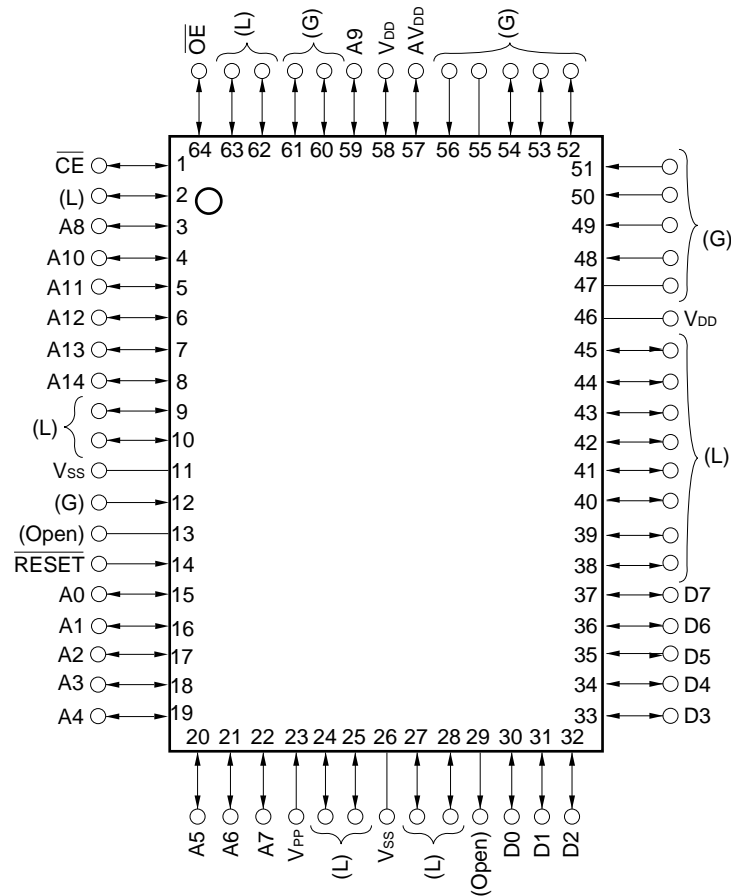 OE
(L)
(G)
A9
VDD
AVDD
(G)
64 63 62 61 60 59 58 57 56 55 54 53 52
CE 1
(L) 2
A8 3
A10 4
A11 5
A12 6
A13 7
A14 8
9
(L)
10
VSS 11
(G) 12
(Open) 13
RESET 14
A0 15
A1 16
A2 17
A3 18
A4 19
51
50
49
(G)
48
47
46 VDD
45
44
43
42
(L)
41
40
39
38
37 D7
36 D6
35 D5
34 D4
33 D3
20 21 22 23 24 25 26 27 28 29 30 31 32
A5
A6
A7
VPP
(L)
VSS
(L)
(Open)
D0
D1
D2